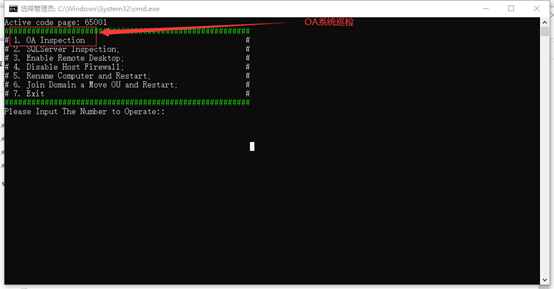 选择管理员: C:\Windows\System32\cmd.exe
Active code page: 65001
OA系统巡检
########################################################
# 1. OA Inspection #
# 2. SQLServer Inspection; #
# 3. Enable Remote Desktop; #
# 4. Disable Host Firewall; #
# 5. Rename Computer and Restart; #
# 6. Join Domain a Move OU and Restart; #
# 7. Exit #
########################################################
Please Input The Number to Operate::